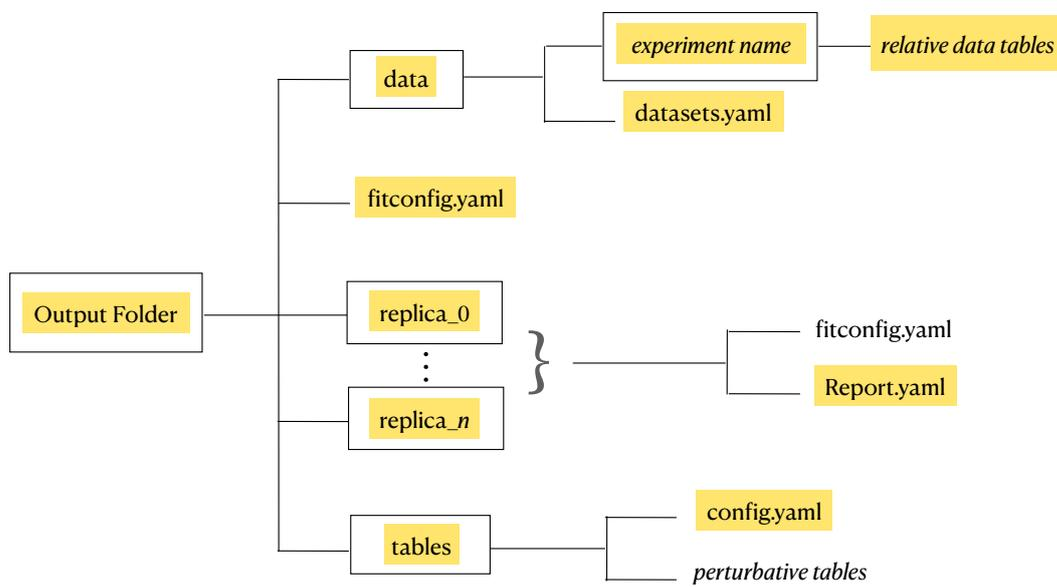 experiment name
relative data tables
data
datasets.yaml
fitconfig.yaml
Output Folder
replica_0
fitconfig.yaml
}
Report.yaml
replica_n
config.yaml
tables
perturbative tables